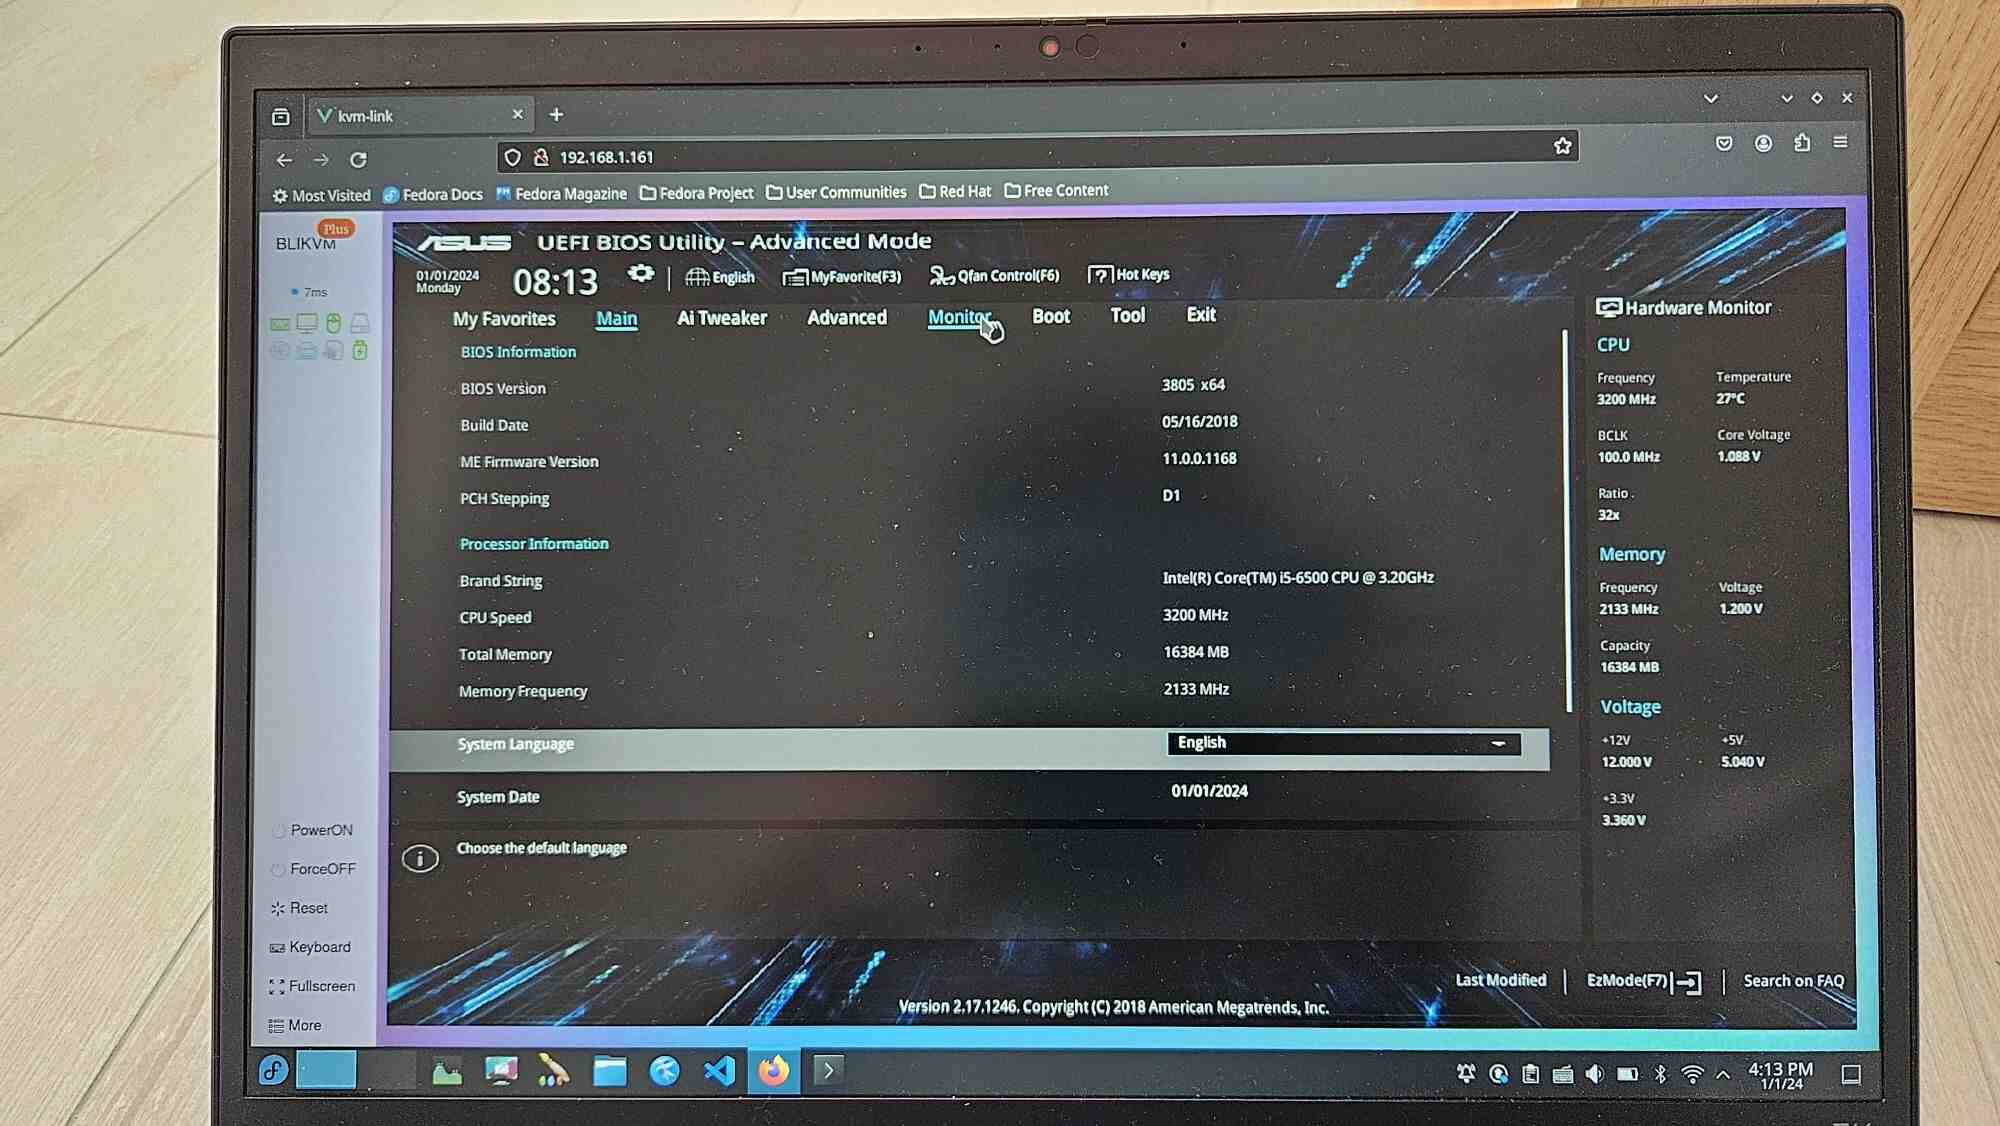 kvm-link
192.168.1.161
Most Visited Fedora Docs Fedora Magazine Fedora Project User Communities Red Hat Free Content
BLIKVM Plus
7ms
ASUS UEFI BIOS Utility – Advanced Mode
01/01/2024
Monday
08:13
English MyFavorite(F3) Qfan Control(F6) ? Hot Keys
My Favorites Main Ai Tweaker Advanced Monitor Boot Tool Exit
BIOS Information
BIOS Version 3805 x64
Build Date 05/16/2018
ME Firmware Version 11.0.0.1168
PCH Stepping D1
Processor Information
Brand String Intel(R) Core(TM) i5-6500 CPU @ 3.20GHz
CPU Speed 3200 MHz
Total Memory 16384 MB
Memory Frequency 2133 MHz
System Language English
System Date 01/01/2024
Choose the default language
Hardware Monitor
CPU
Frequency Temperature
3200 MHz 27°C
BCLK Core Voltage
100.0 MHz 1.088 V
Ratio
32x
Memory
Frequency Voltage
2133 MHz 1.200 V
Capacity
16384 MB
Voltage
+12V +5V
12.000 V 5.040 V
+3.3V
3.360 V
Last Modified EzMode(F7) Search on FAQ
Version 2.17.1246. Copyright (C) 2018 American Megatrends, Inc.
PowerON
ForceOFF
Reset
Keyboard
Fullscreen
More
4:13 PM
1/1/24